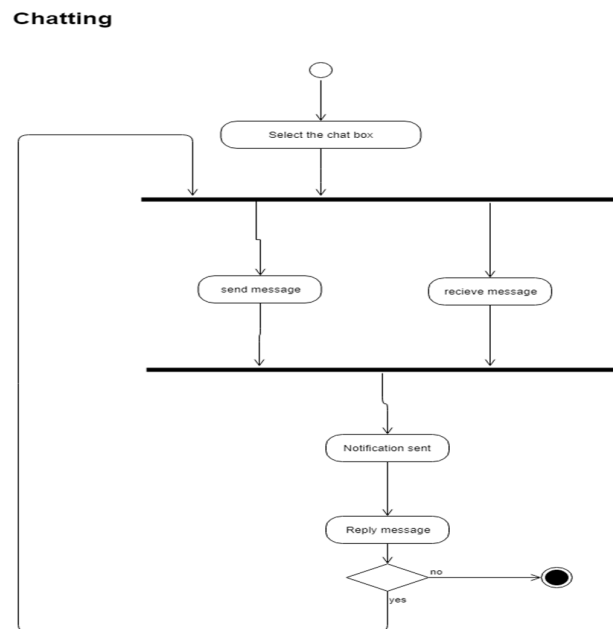 Chatting
Select the chat box
send message
recieve message
Notification sent
Reply message
no
yes